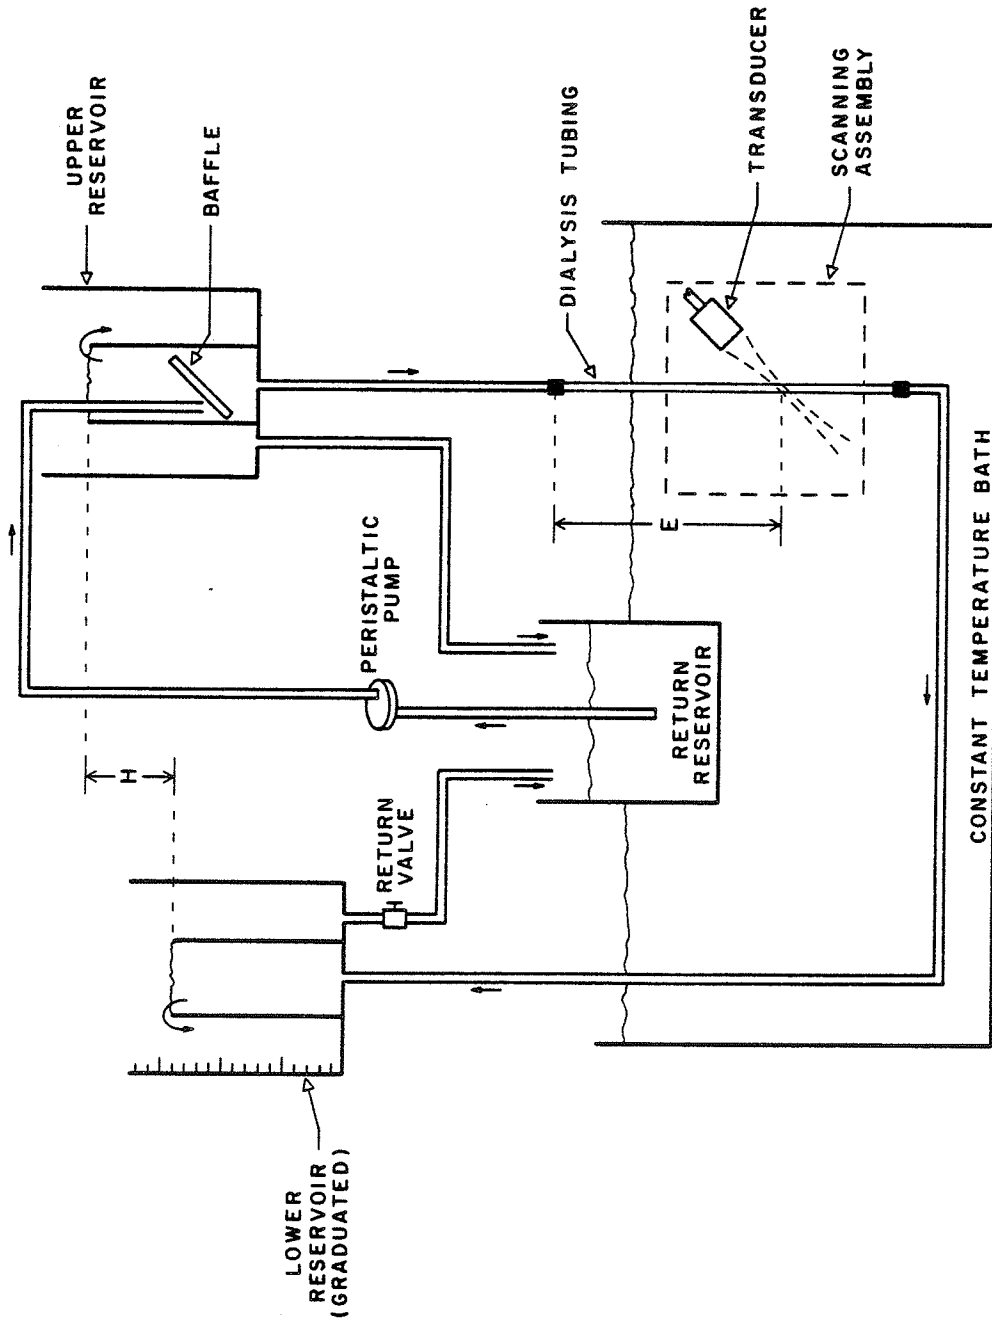 UPPER
RESERVOIR
BAFFLE
DIALYSIS TUBING
TRANSDUCER
SCANNING
ASSEMBLY
H
E
PERISTALTIC
PUMP
RETURN
VALVE
RETURN
RESERVOIR
LOWER
RESERVOIR
(GRADUATED)
CONSTANT TEMPERATURE BATH